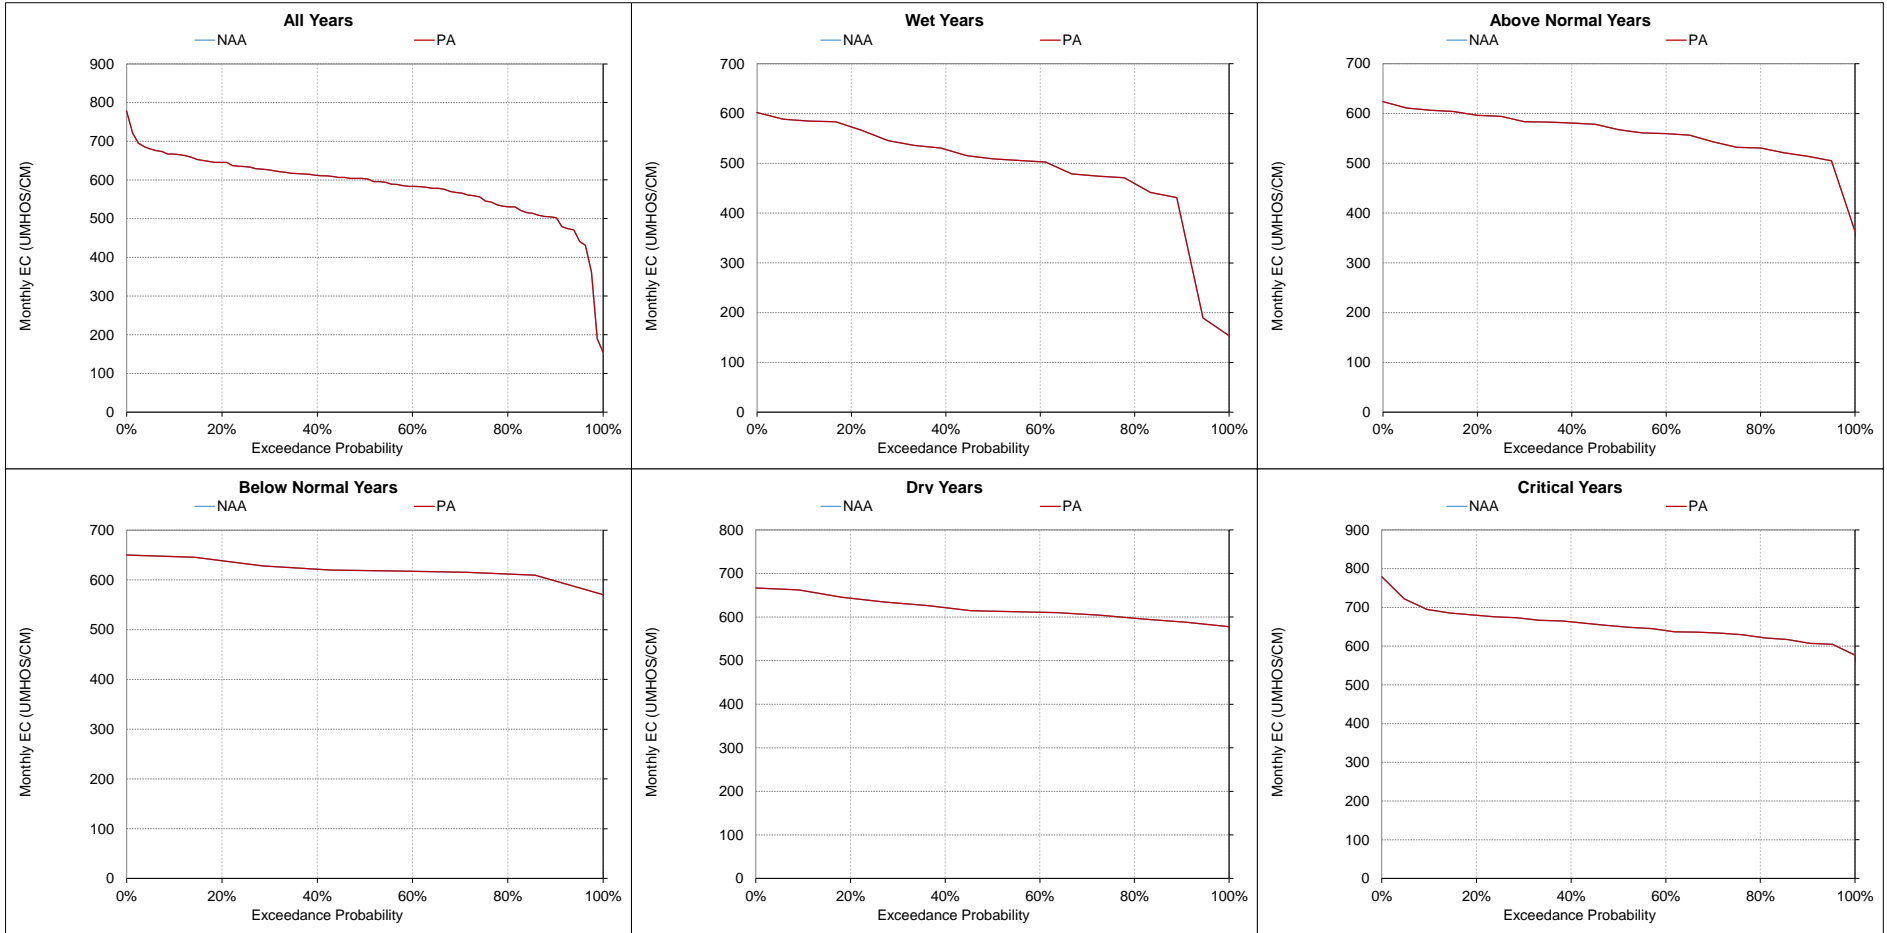 All Years
NAA PA
900
800
700
600
500
400
300
200
100
0
Monthly EC (UMHOS/CM)
0% 20% 40% 60% 80% 100%
Exceedance Probability
Wet Years
NAA PA
700
600
500
400
300
200
100
0
Monthly EC (UMHOS/CM)
0% 20% 40% 60% 80% 100%
Exceedance Probability
Above Normal Years
NAA PA
700
600
500
400
300
200
100
0
Monthly EC (UMHOS/CM)
0% 20% 40% 60% 80% 100%
Exceedance Probability
Below Normal Years
NAA PA
700
600
500
400
300
200
100
0
Monthly EC (UMHOS/CM)
0% 20% 40% 60% 80% 100%
Exceedance Probability
Dry Years
NAA PA
800
700
600
500
400
300
200
100
0
Monthly EC (UMHOS/CM)
0% 20% 40% 60% 80% 100%
Exceedance Probability
Critical Years
NAA PA
900
800
700
600
500
400
300
200
100
0
Monthly EC (UMHOS/CM)
0% 20% 40% 60% 80% 100%
Exceedance Probability